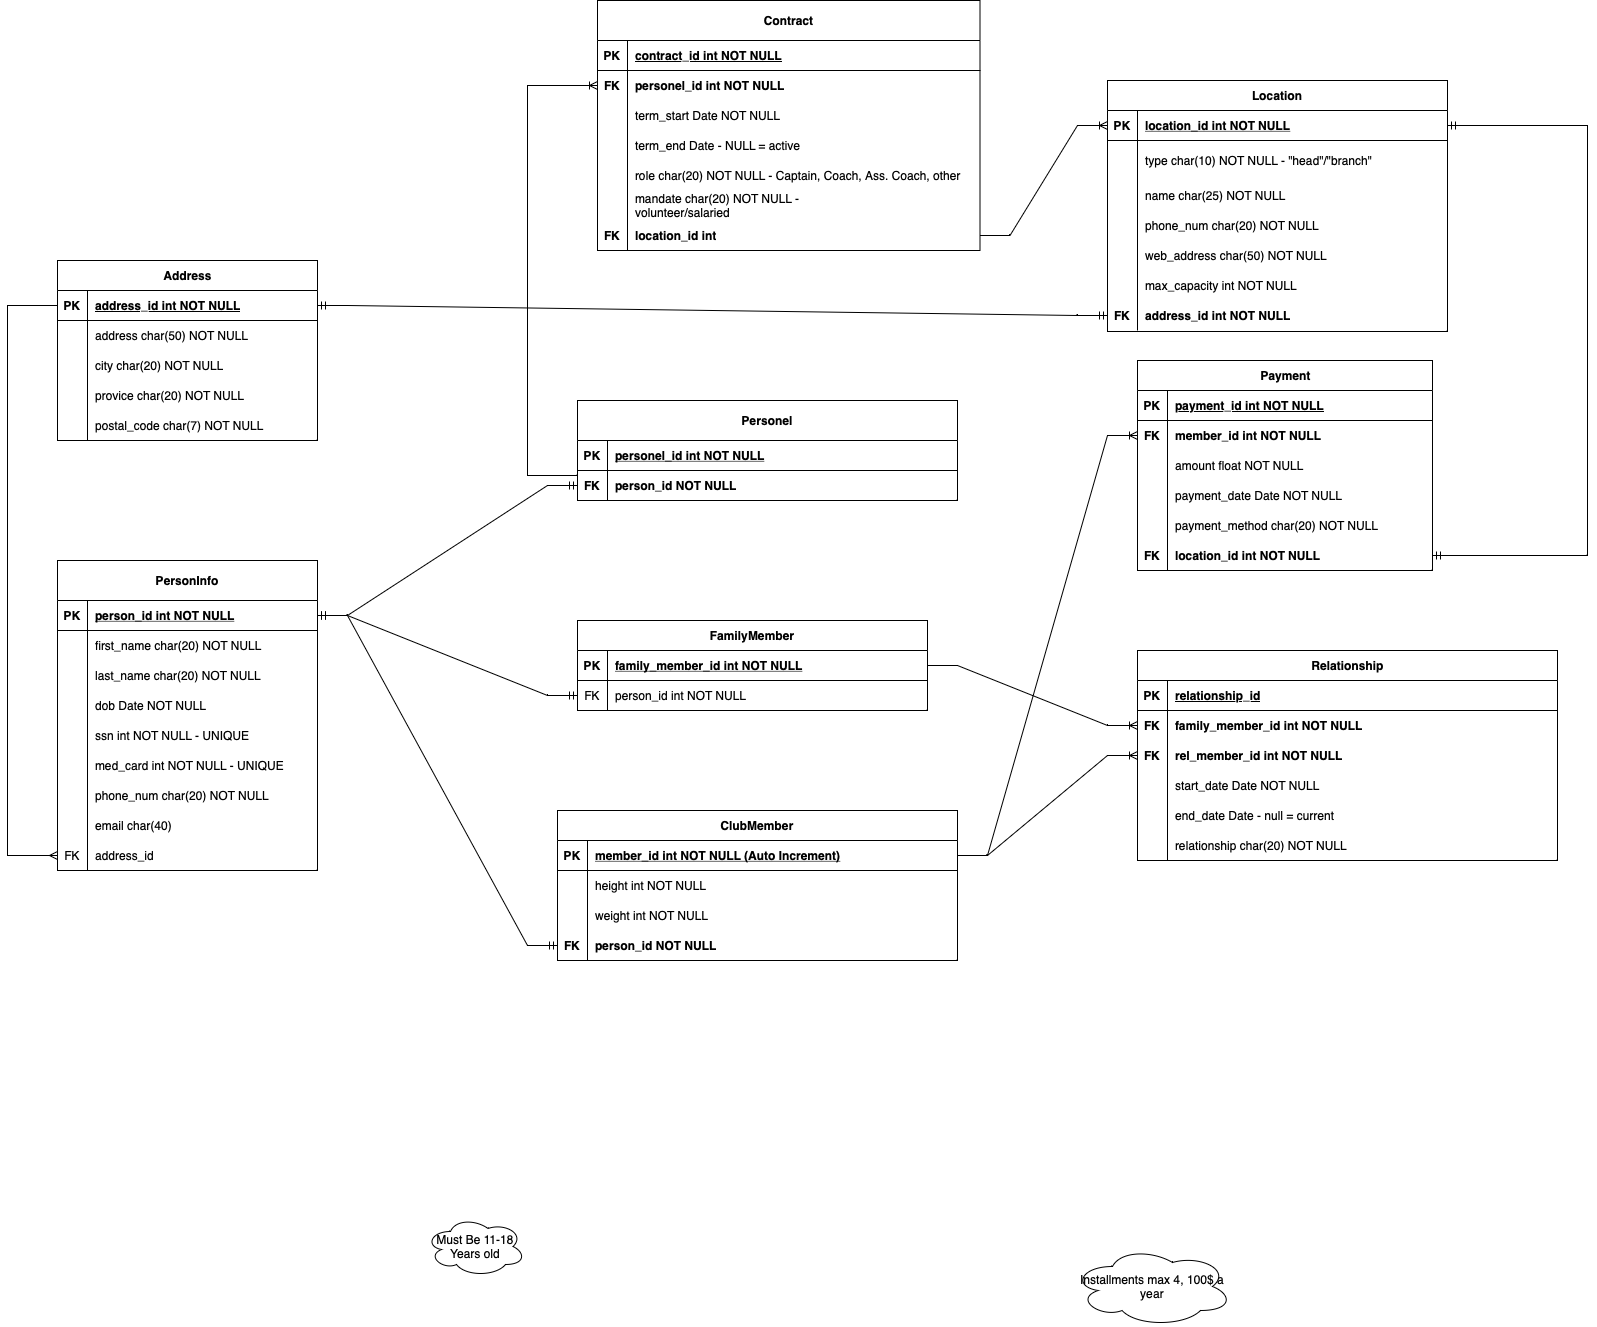 Contract
PK contract_id int NOT NULL
FK personel_id int NOT NULL
term_start Date NOT NULL
term_end Date - NULL = active
role char(20) NOT NULL - Captain, Coach, Ass. Coach, other
mandate char(20) NOT NULL -
volunteer/salaried
FK location_id int
Location
PK location_id int NOT NULL
type char(10) NOT NULL - "head"/"branch"
name char(25) NOT NULL
phone_num char(20) NOT NULL
web_address char(50) NOT NULL
max_capacity int NOT NULL
FK address_id int NOT NULL
Address
PK address_id int NOT NULL
address char(50) NOT NULL
city char(20) NOT NULL
provice char(20) NOT NULL
postal_code char(7) NOT NULL
Payment
PK payment_id int NOT NULL
FK member_id int NOT NULL
amount float NOT NULL
payment_date Date NOT NULL
payment_method char(20) NOT NULL
FK location_id int NOT NULL
Personel
PK personel_id int NOT NULL
FK person_id NOT NULL
PersonInfo
PK person_id int NOT NULL
first_name char(20) NOT NULL
last_name char(20) NOT NULL
dob Date NOT NULL
ssn int NOT NULL - UNIQUE
med_card int NOT NULL - UNIQUE
phone_num char(20) NOT NULL
email char(40)
FK address_id
FamilyMember
PK family_member_id int NOT NULL
FK person_id int NOT NULL
Relationship
PK relationship_id
FK family_member_id int NOT NULL
FK rel_member_id int NOT NULL
start_date Date NOT NULL
end_date Date - null = current
relationship char(20) NOT NULL
ClubMember
PK member_id int NOT NULL (Auto Increment)
height int NOT NULL
weight int NOT NULL
FK person_id NOT NULL
Must Be 11-18
Years old
Installments max 4, 100$ a
year